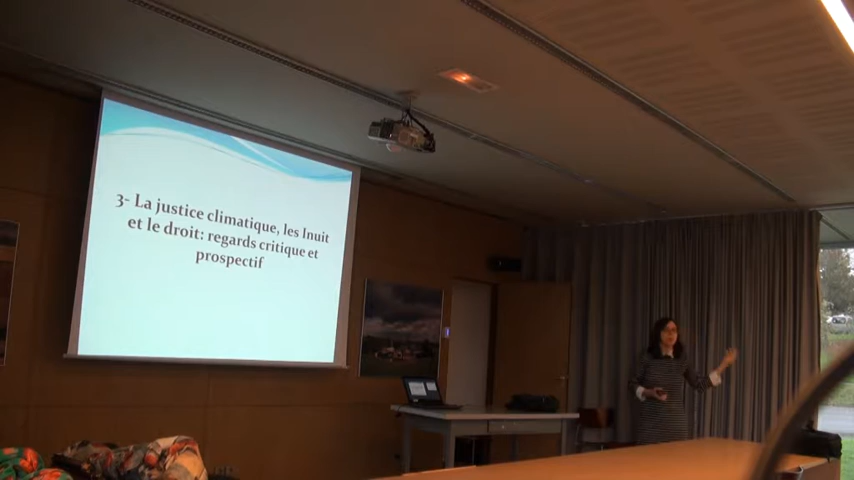 3- La justice climatique, les Inuit
et le droit: regards critique et
prospectif